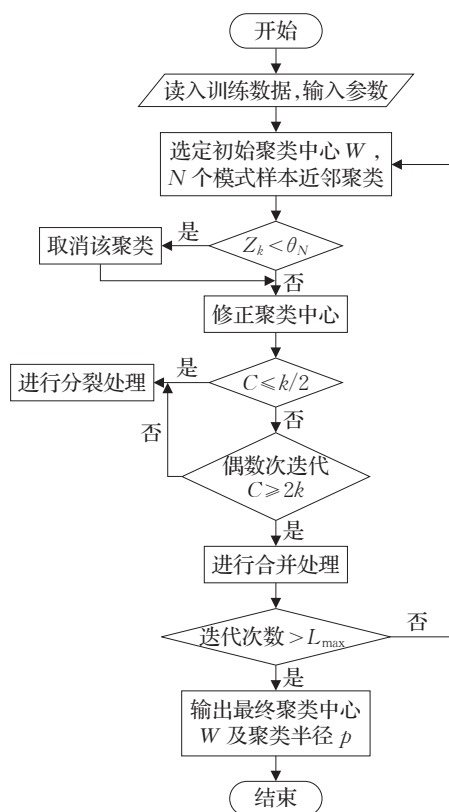 开始
读入训练数据,输入参数
选定初始聚类中心 W ,
N 个模式样本近邻聚类
是
取消该聚类
Z_k < θ_N
否
修正聚类中心
是
进行分裂处理
C ⩽ k/2
否
否
偶数次迭代
C ⩾ 2k
是
进行合并处理
否
迭代次数 > L_max
是
输出最终聚类中心
W 及聚类半径 p
结束